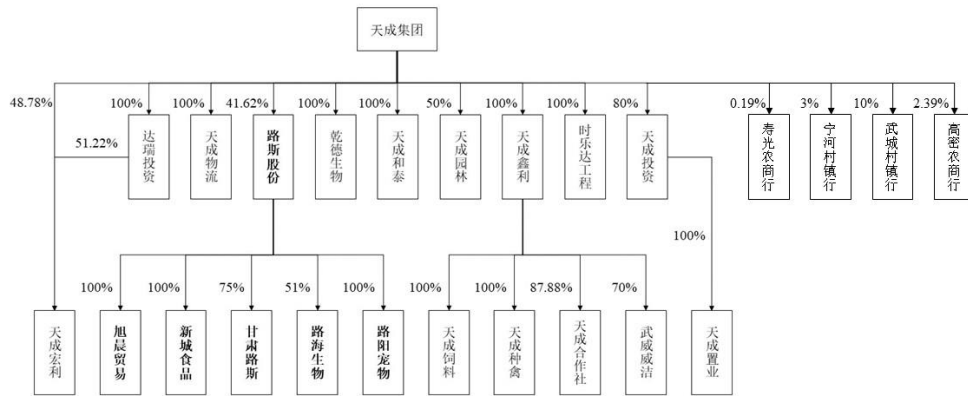 天成集团
48.78%
100%
100%
41.62%
100%
100%
50%
100%
100%
80%
0.19%
3%
10%
2.39%
51.22%
达瑞投资
天成物流
路斯股份
乾德生物
天成和泰
天成园林
天成鑫利
时乐达工程
天成投资
寿光农商行
宁河村镇行
武城村镇行
高密农商行
100%
100%
100%
75%
51%
100%
100%
100%
87.88%
70%
天成宏利
旭晨贸易
新城食品
甘肃路斯
路海生物
路阳宠物
天成饲料
天成种禽
天成合作社
武威威洁
天成置业